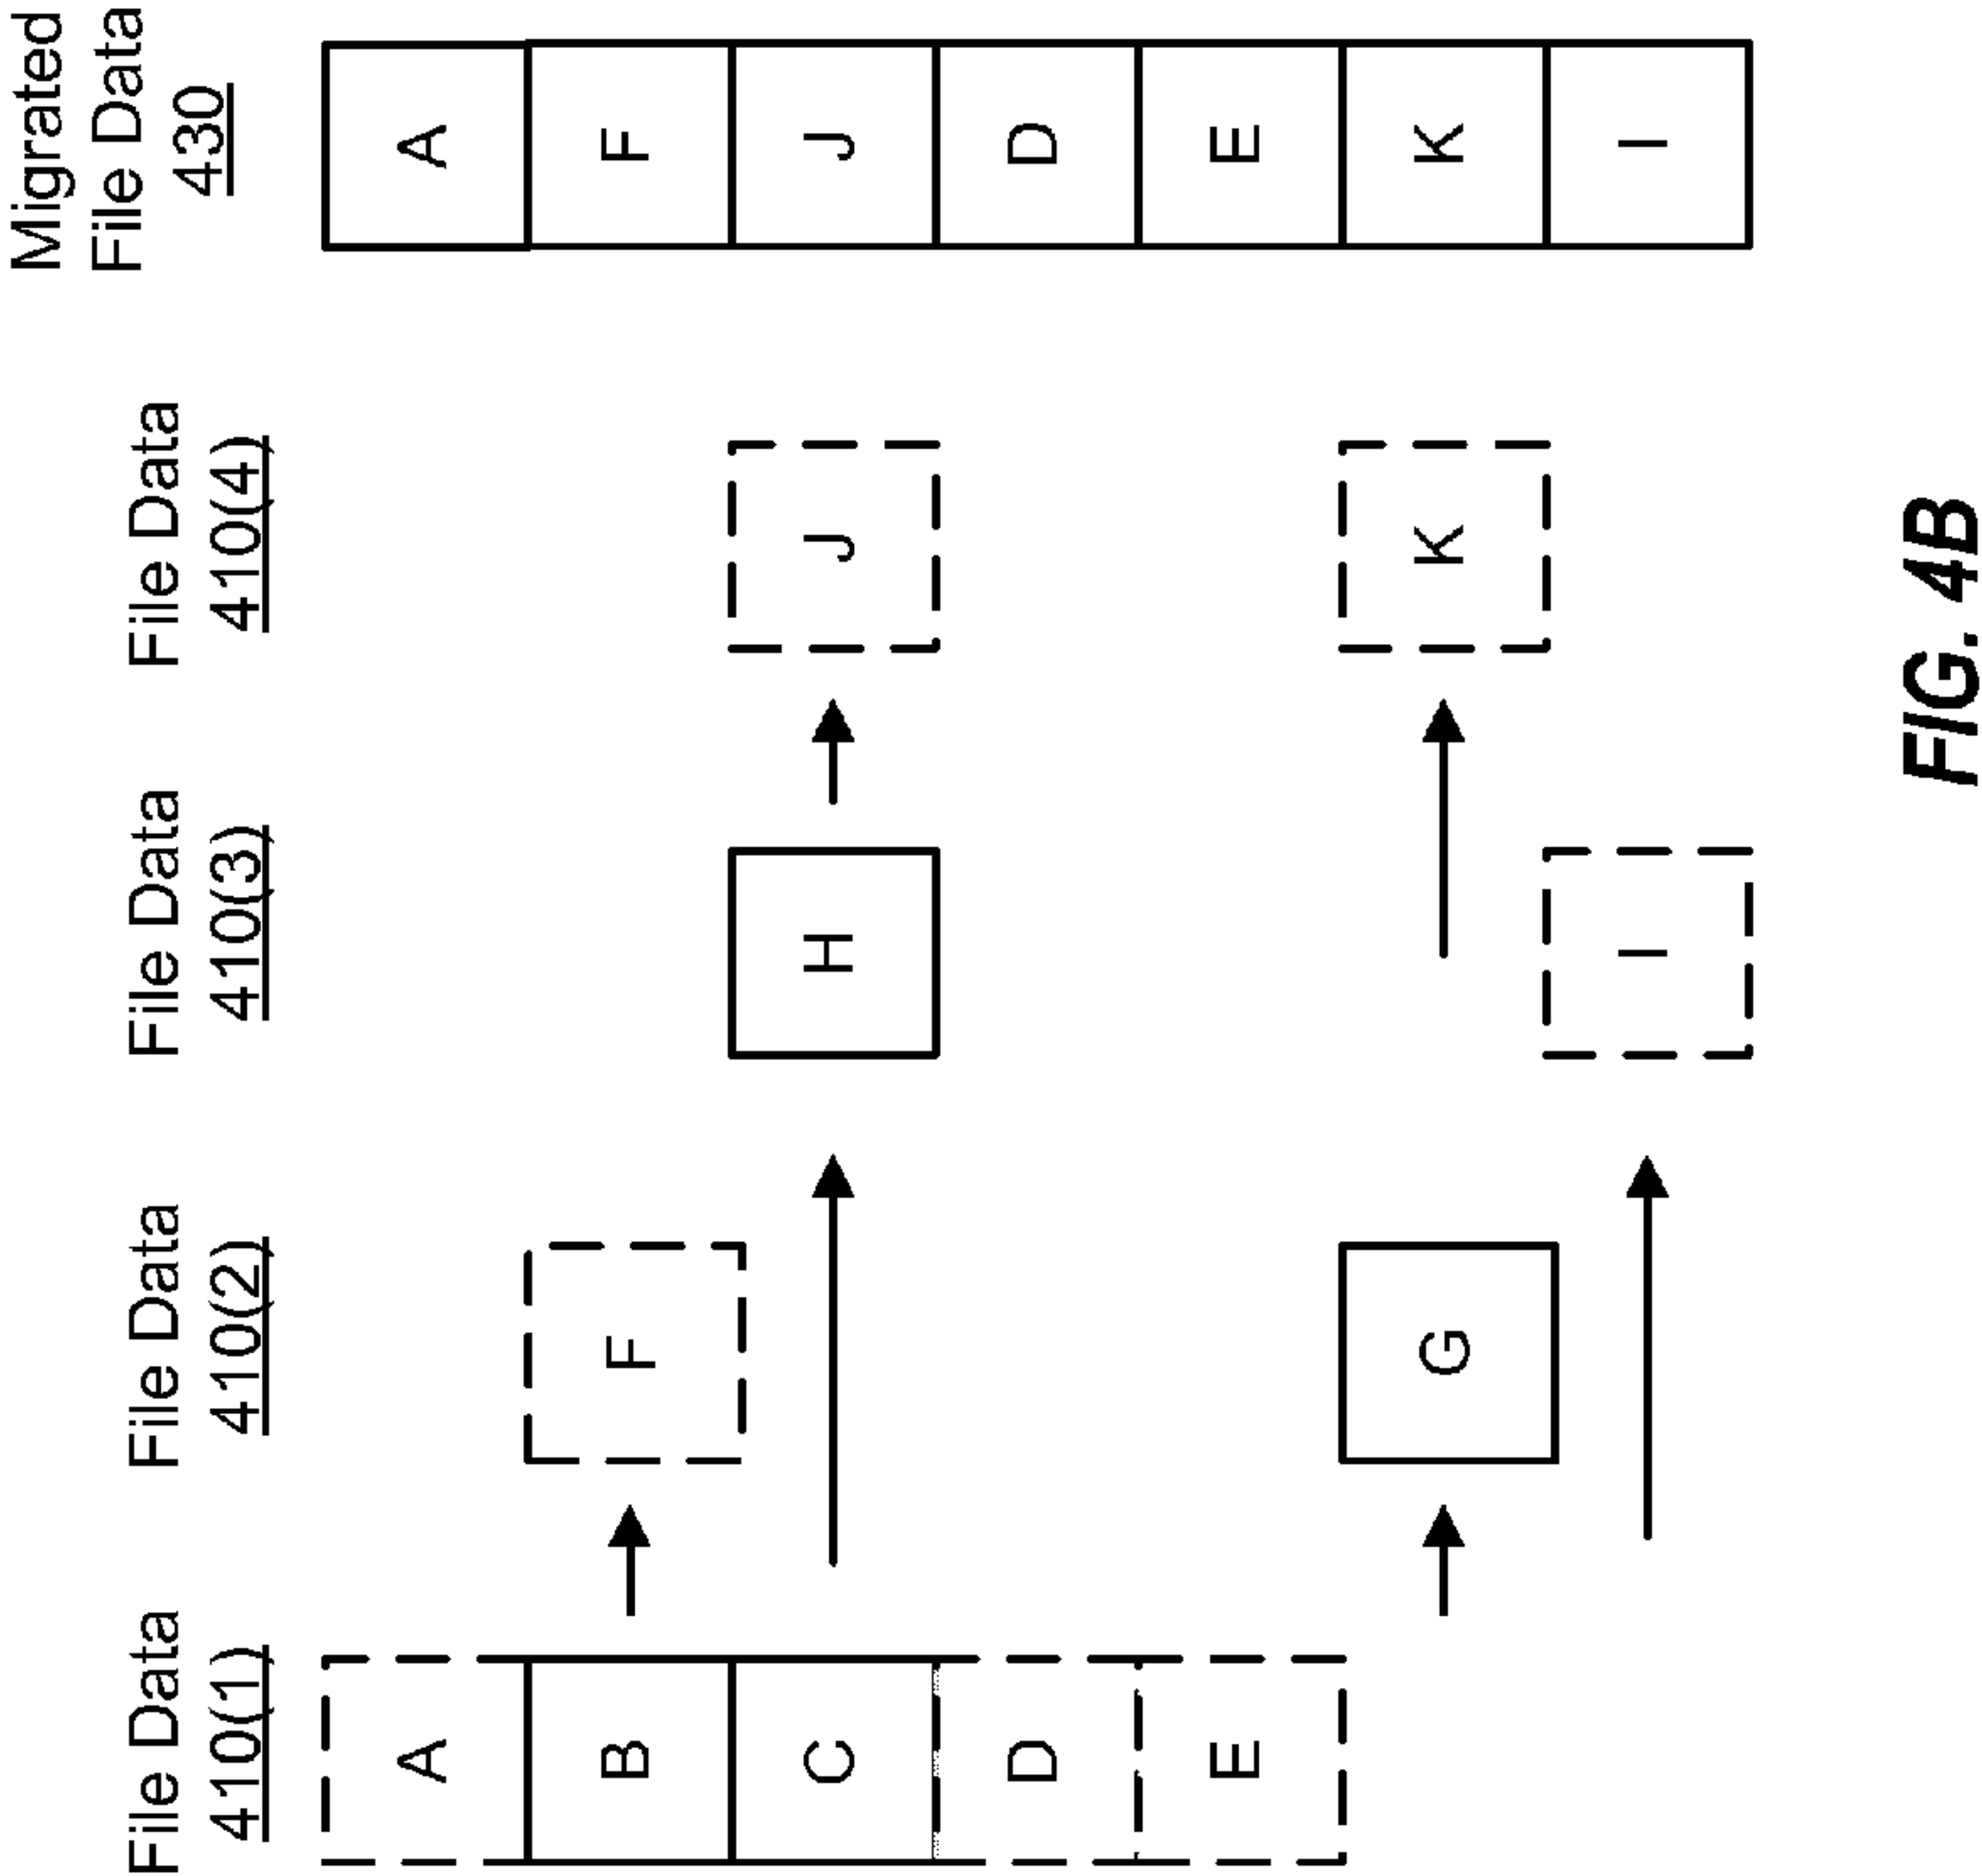 File Data
410(1)
A
B
C
D
E
File Data
410(2)
F
G
File Data
410(3)
H
I
File Data
410(4)
J
K
Migrated
File Data
430
A
F
J
D
E
K
I
FIG. 4B